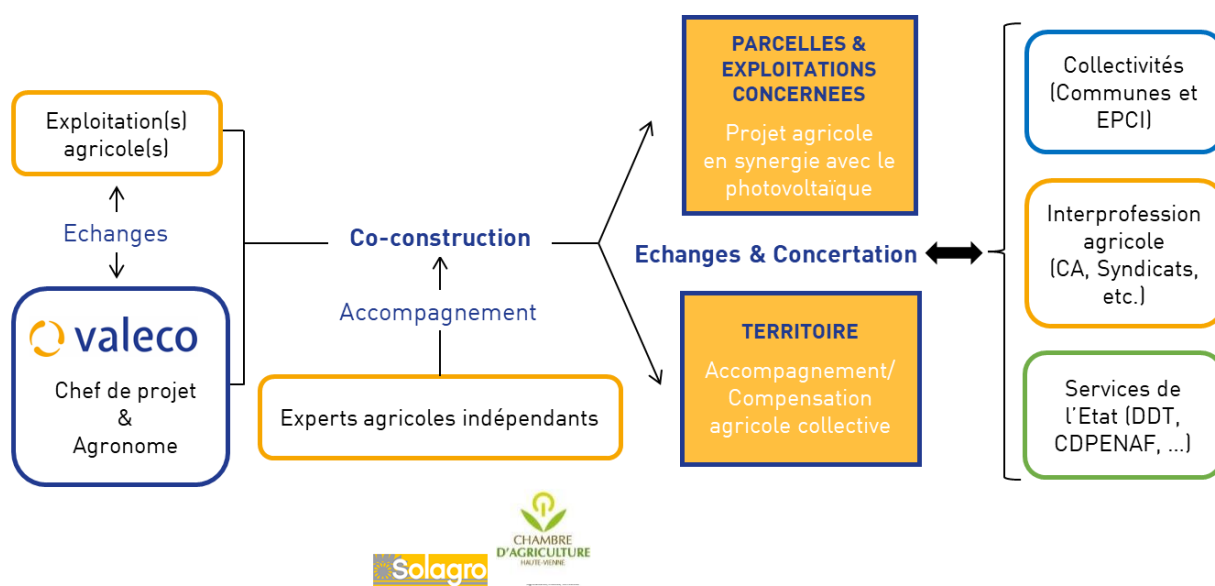 Exploitation(s)
agricole(s)
Echanges
valeco
Chef de projet
&
Agronome
Co-construction
Accompagnement
Experts agricoles indépendants
PARCELLES &
EXPLOITATIONS
CONCERNEES
Projet agricole
en synergie avec le
photovoltaïque
Echanges & Concertation
TERRITOIRE
Accompagnement/
Compensation
agricole collective
Collectivités
(Communes et
EPCI)
Interprofession
agricole
(CA, Syndicats,
etc.)
Services de
l'Etat (DDT,
CDPENAF, ...)
Solagro
CHAMBRE
D'AGRICULTURE
HAUTE-VIENNE